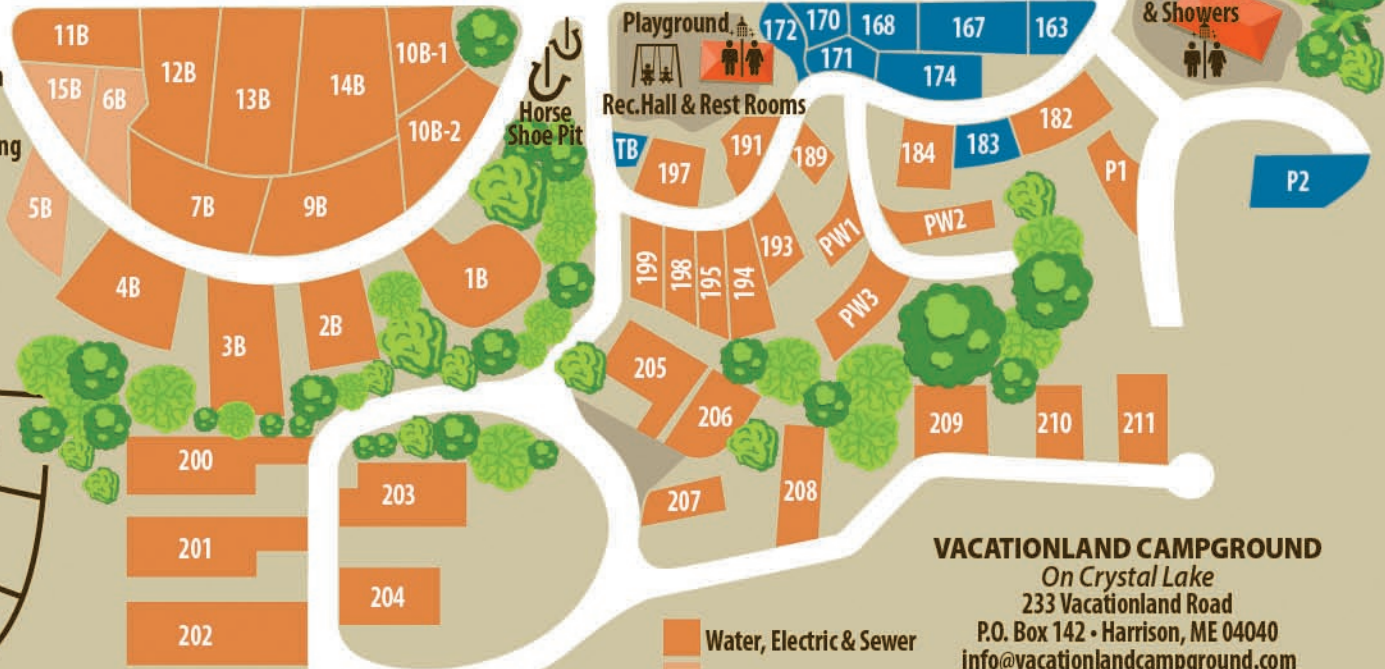 11B
12B
13B
14B
10B-1
10B-2
15B
6B
5B
7B
9B
4B
3B
2B
1B
ng
Horse
Shoe Pit
Playground
Rec.Hall & Rest Rooms
& Showers
172
170
168
167
163
171
174
TB
197
191
189
184
183
182
P1
P2
199
198
195
194
193
PW1
PW2
PW3
205
206
207
208
209
210
211
200
201
202
203
204
VACATIONLAND CAMPGROUND
On Crystal Lake
233 Vacationland Road
P.O. Box 142 • Harrison, ME 04040
info@vacationlandcampground.com
Water, Electric & Sewer